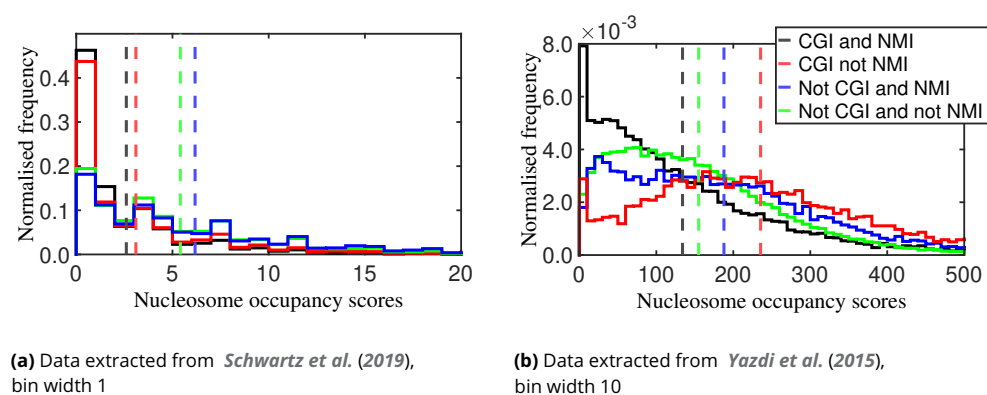 × 10⁻³
8.0
6.0
4.0
2.0
0.0
Normalised frequency
0 100 200 300 400 500
Nucleosome occupancy scores
CGI and NMI
CGI not NMI
Not CGI and NMI
Not CGI and not NMI
0.4
0.3
0.2
0.1
0.0
Normalised frequency
0 5 10 15 20
Nucleosome occupancy scores
(a) Data extracted from Schwartz et al. (2019),
bin width 1
(b) Data extracted from Yazdi et al. (2015),
bin width 10